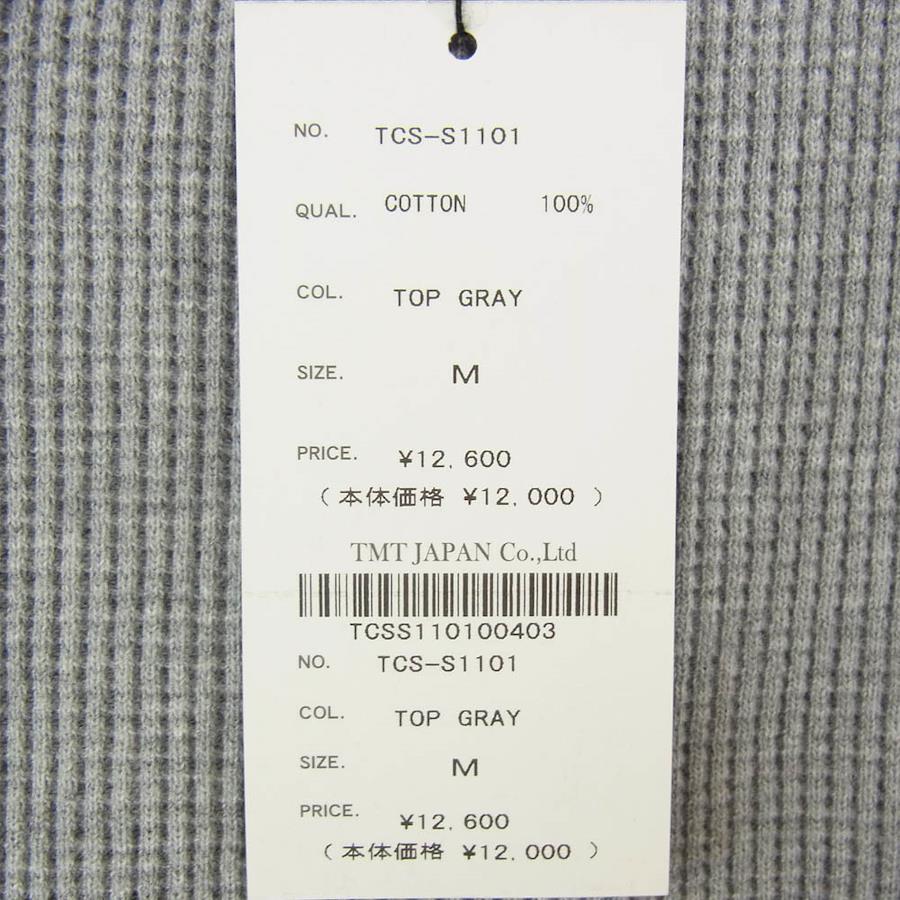 NO. TCS-S1101
QUAL. COTTON 100%
COL. TOP GRAY
SIZE. M
PRICE. ¥12,600
(本体価格 ¥12,000 )
TMT JAPAN Co.,Ltd
TCSS110100403
NO. TCS-S1101
COL. TOP GRAY
SIZE. M
PRICE. ¥12,600
(本体価格 ¥12,000 )